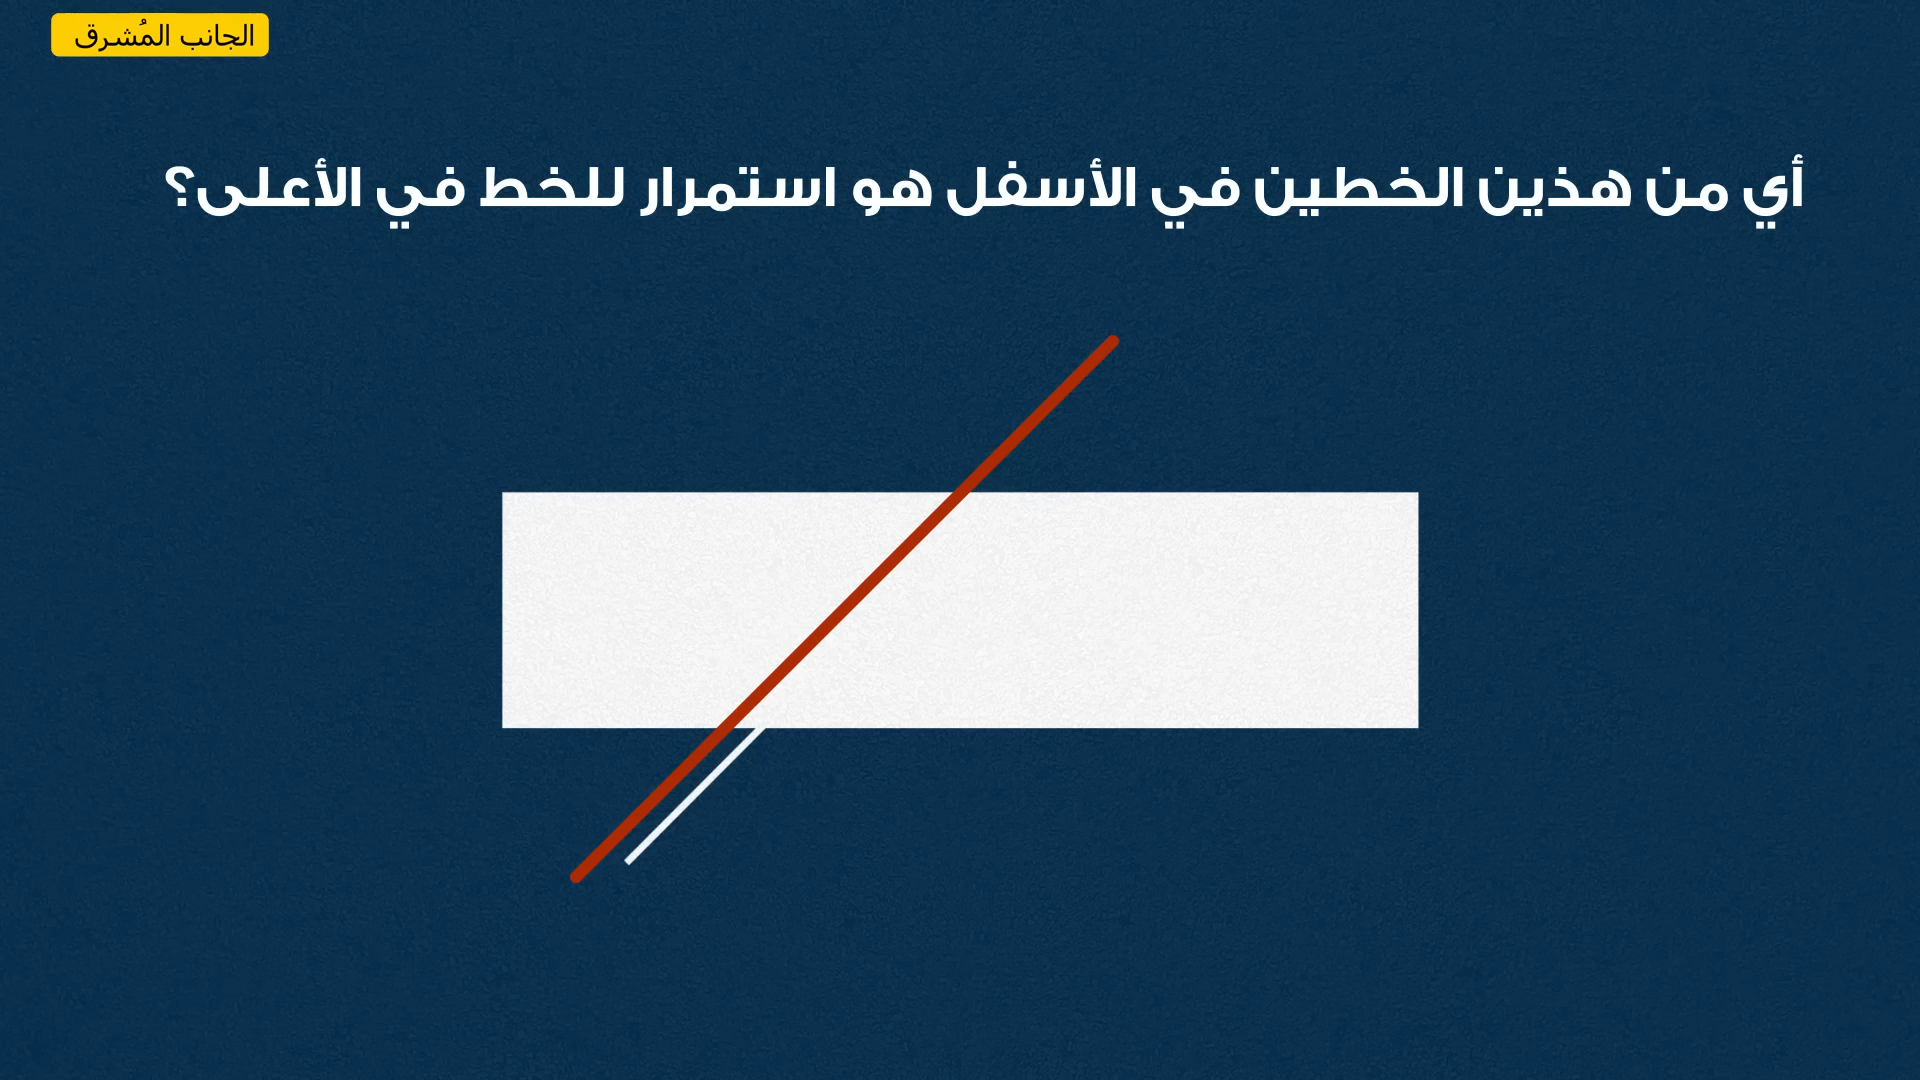 الجانب المُشرق
أي من هذين الخطين في الأسفل هو استمرار للخط في الأعلى؟